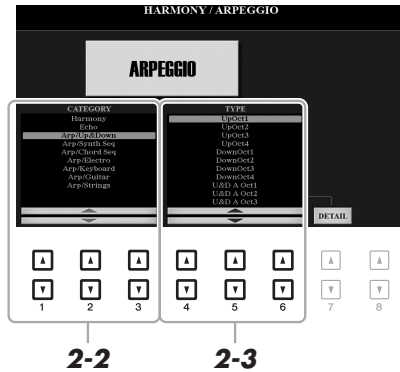 HARMONY / ARPEGGIO
ARPEGGIO
CATEGORY
Harmony
Echo
Arp/Up&Down
Arp/Synth Seq
Arp/Chord Seq
Arp/Electro
Arp/Keyboard
Arp/Guitar
Arp/Strings
TYPE
UpOct1
UpOct2
UpOct3
UpOct4
DownOct1
DownOct2
DownOct3
DownOct4
U&D A Oct1
U&D A Oct2
U&D A Oct3
DETAIL
1 2 3 4 5 6 7 8
2-2 2-3